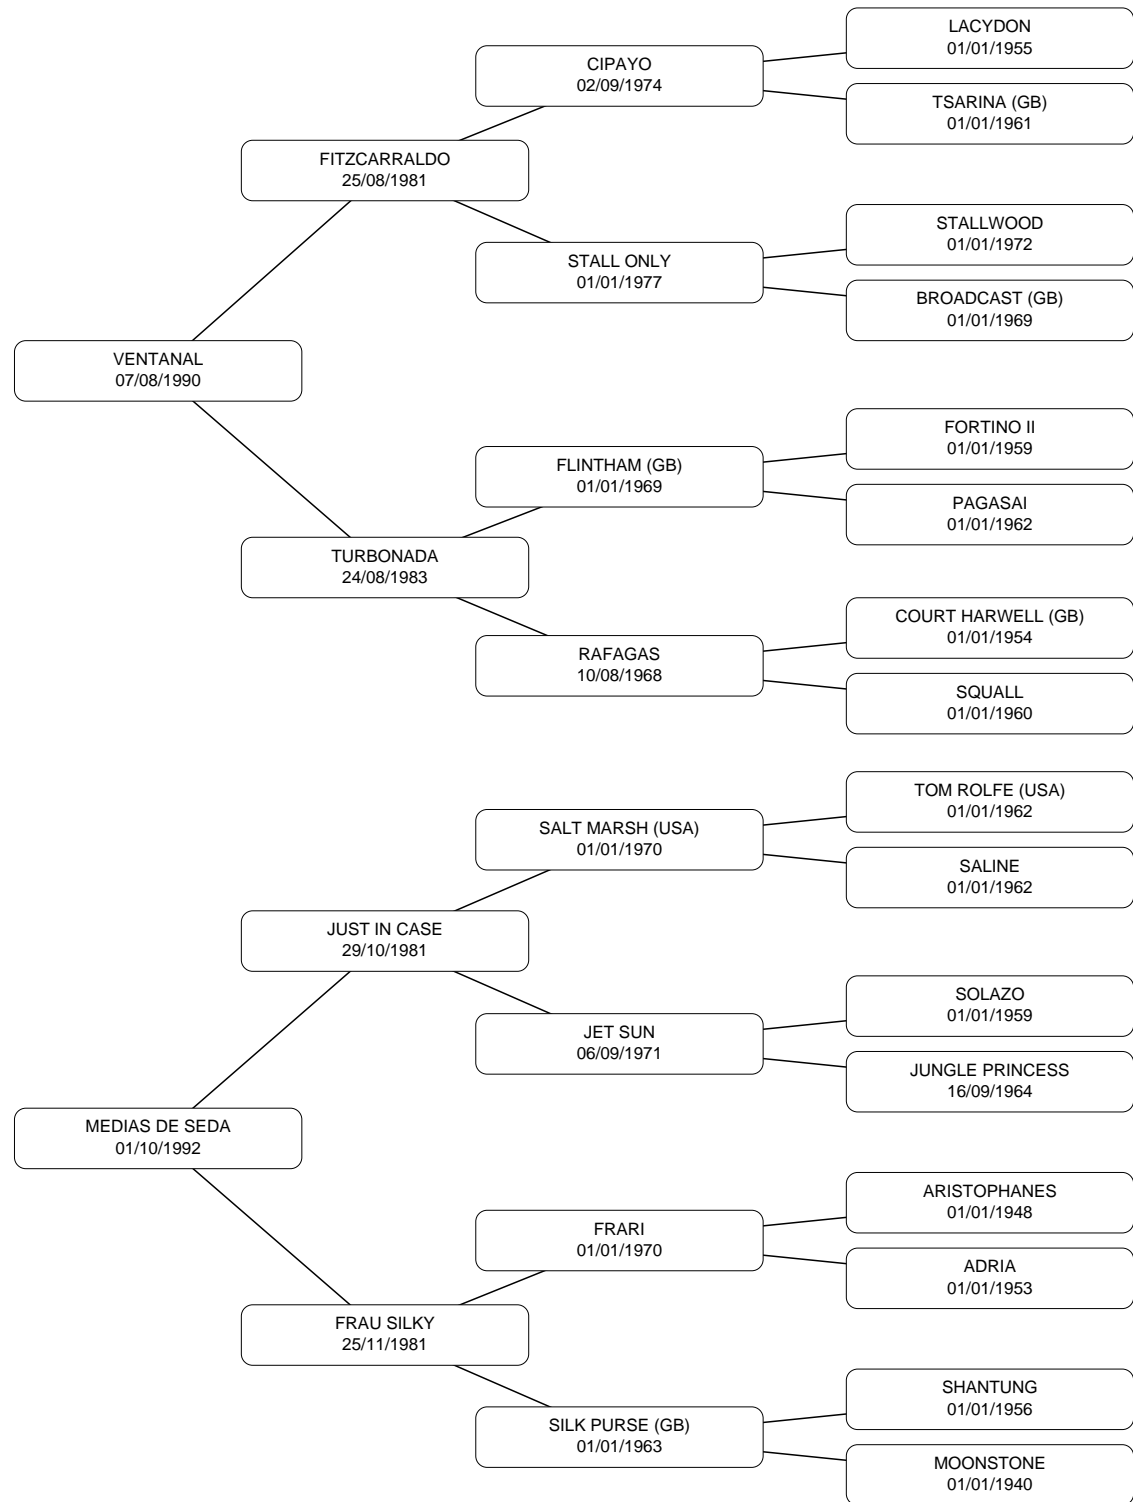 LACYDON
01/01/1955
CIPAYO
02/09/1974
TSARINA (GB)
01/01/1961
FITZCARRALDO
25/08/1981
STALLWOOD
01/01/1972
STALL ONLY
01/01/1977
BROADCAST (GB)
01/01/1969
VENTANAL
07/08/1990
FORTINO II
01/01/1959
FLINTHAM (GB)
01/01/1969
PAGASAI
01/01/1962
TURBONADA
24/08/1983
COURT HARWELL (GB)
01/01/1954
RAFAGAS
10/08/1968
SQUALL
01/01/1960
TOM ROLFE (USA)
01/01/1962
SALT MARSH (USA)
01/01/1970
SALINE
01/01/1962
JUST IN CASE
29/10/1981
SOLAZO
01/01/1959
JET SUN
06/09/1971
JUNGLE PRINCESS
16/09/1964
MEDIAS DE SEDA
01/10/1992
ARISTOPHANES
01/01/1948
FRARI
01/01/1970
ADRIA
01/01/1953
FRAU SILKY
25/11/1981
SHANTUNG
01/01/1956
SILK PURSE (GB)
01/01/1963
MOONSTONE
01/01/1940